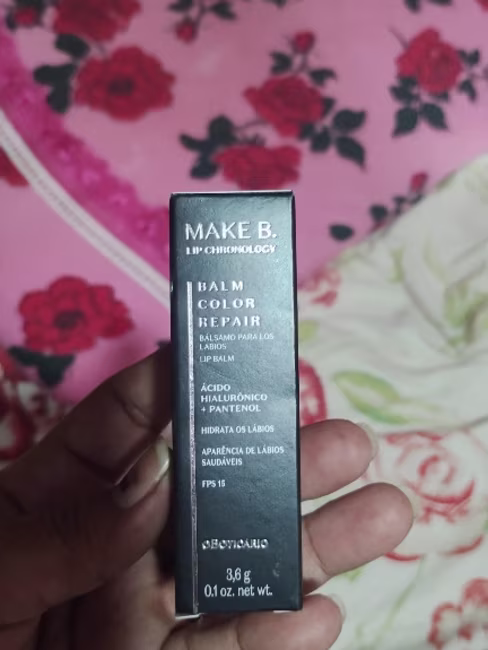 MAKE B.
LIP CHRONOLOGY
BALM
COLOR
REPAIR
BÁLSAMO PARA LOS
LABIOS
LIP BALM
ÁCIDO
HIALURÔNICO
+ PANTENOL
HIDRATA OS LÁBIOS
APARÊNCIA DE LÁBIOS
SAUDÁVEIS
FPS 15
OBOTICÁRIO
3,6 g
0.1 oz. net wt.